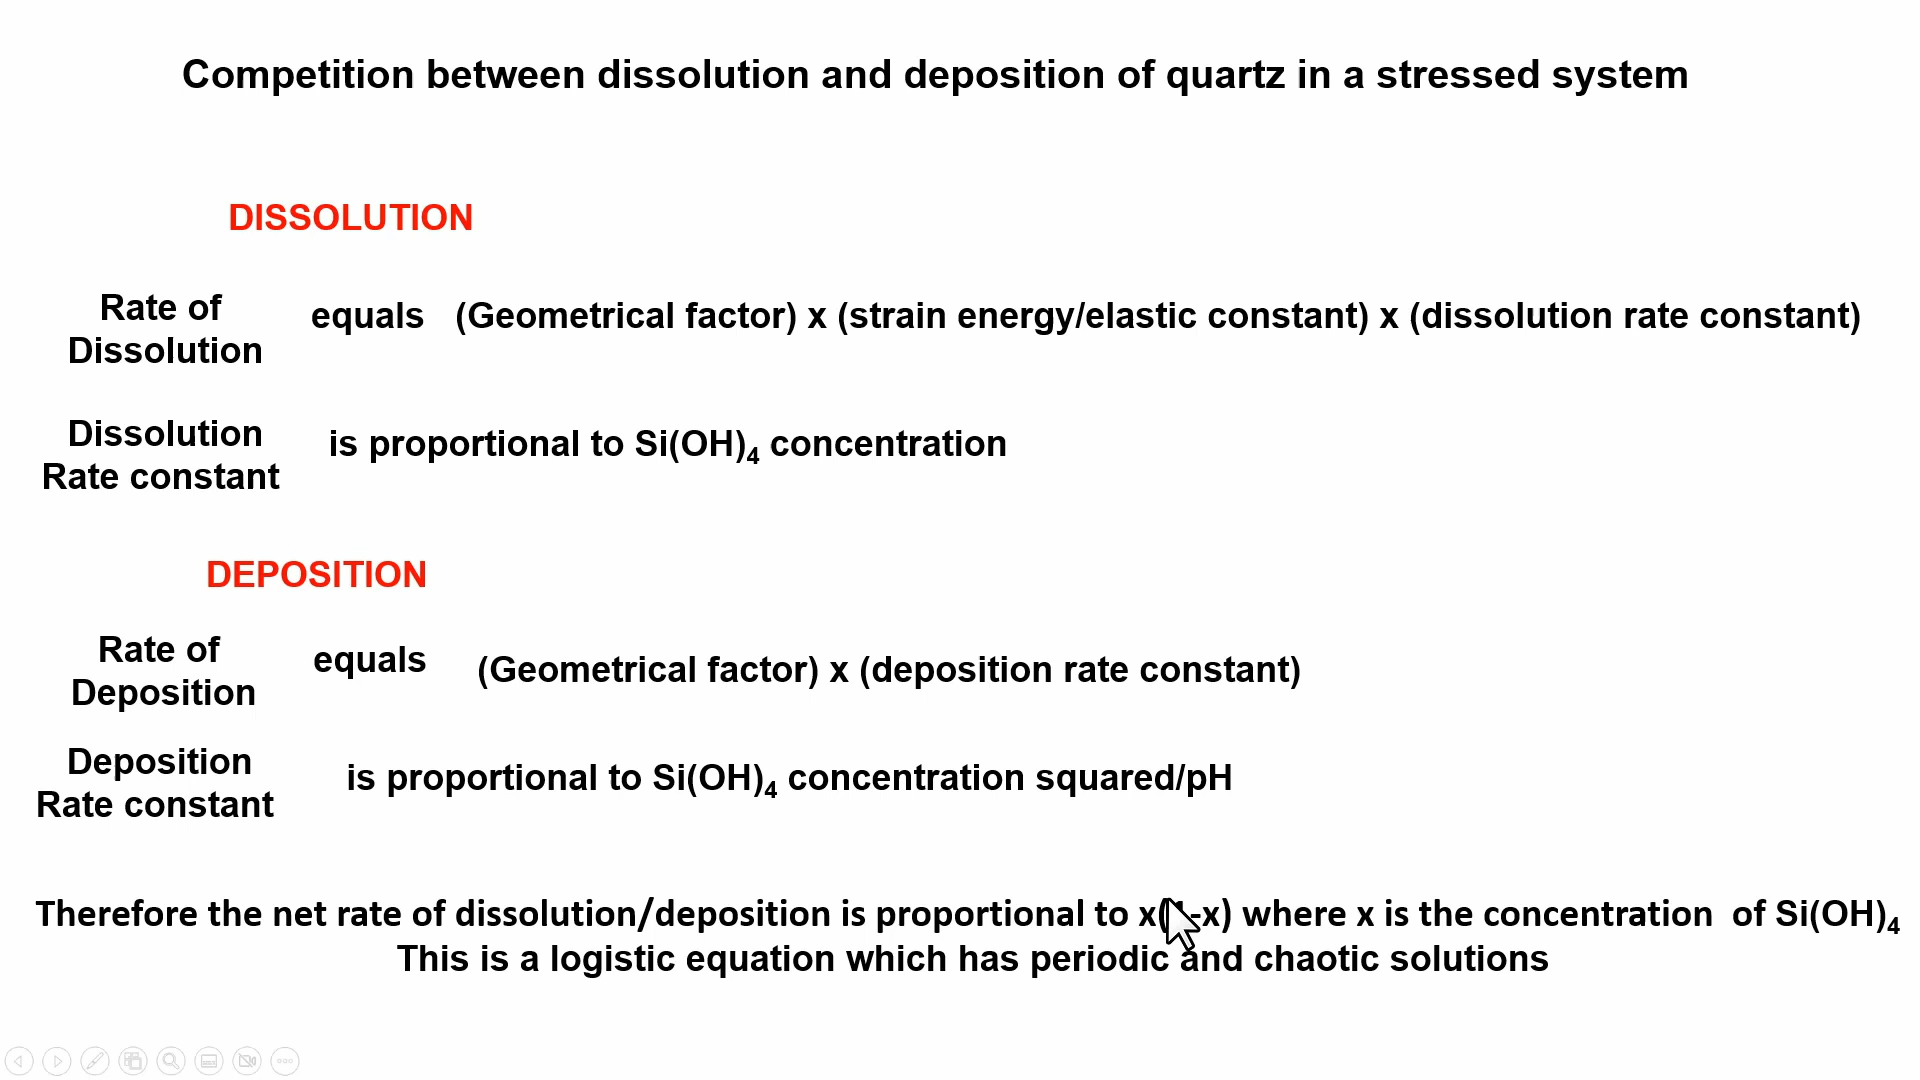 Competition between dissolution and deposition of quartz in a stressed system
DISSOLUTION
Rate of
Dissolution
equals (Geometrical factor) x (strain energy/elastic constant) x (dissolution rate constant)
Dissolution
Rate constant
is proportional to Si(OH)₄ concentration
DEPOSITION
Rate of
Deposition
equals (Geometrical factor) x (deposition rate constant)
Deposition
Rate constant
is proportional to Si(OH)₄ concentration squared/pH
Therefore the net rate of dissolution/deposition is proportional to x(1-x) where x is the concentration of Si(OH)₄
This is a logistic equation which has periodic and chaotic solutions